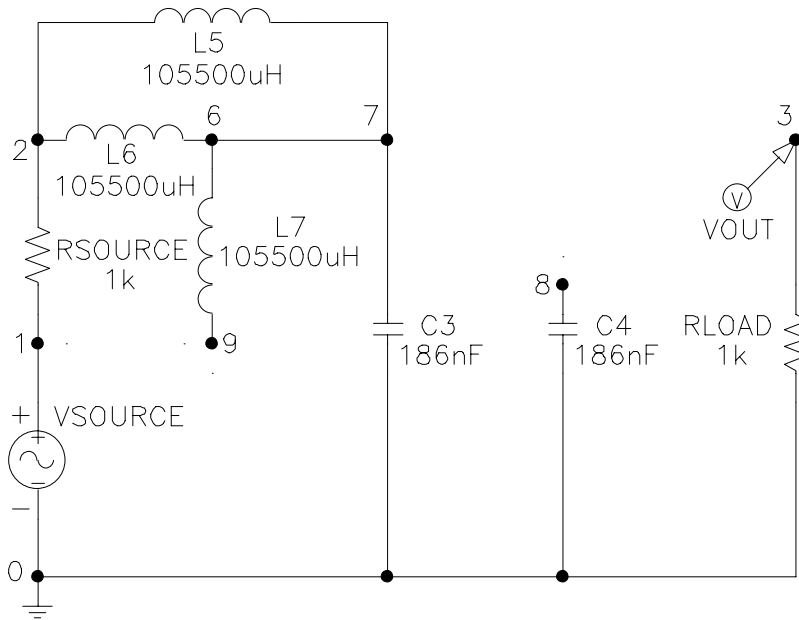 L5
105500uH
6
7
3
2
L6
105500uH
V
VOUT
L7
105500uH
RSOURCE
1k
8
C3
186nF
C4
186nF
RLOAD
1k
1
9
+
VSOURCE
+
−
−
0